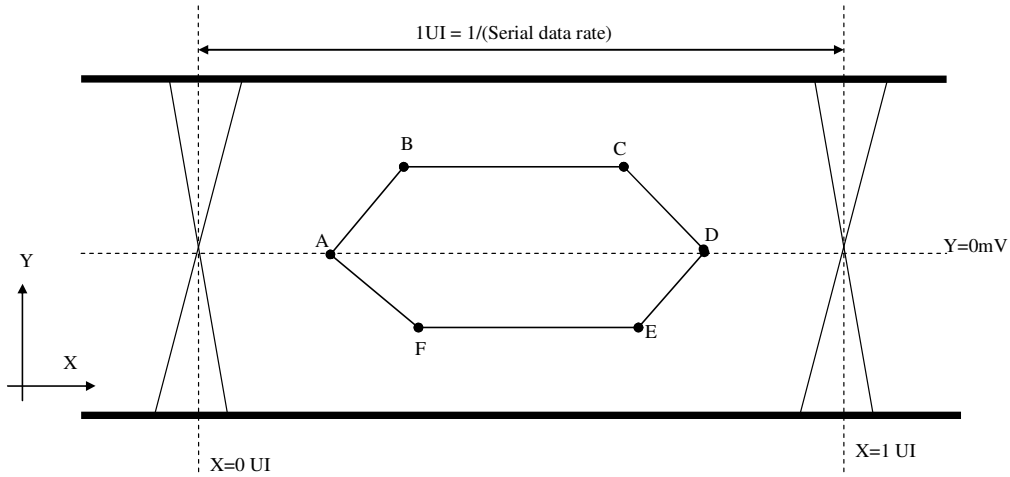 1UI = 1/(Serial data rate)
B
C
A
D
Y=0mV
Y
F
E
X
X=0 UI
X=1 UI